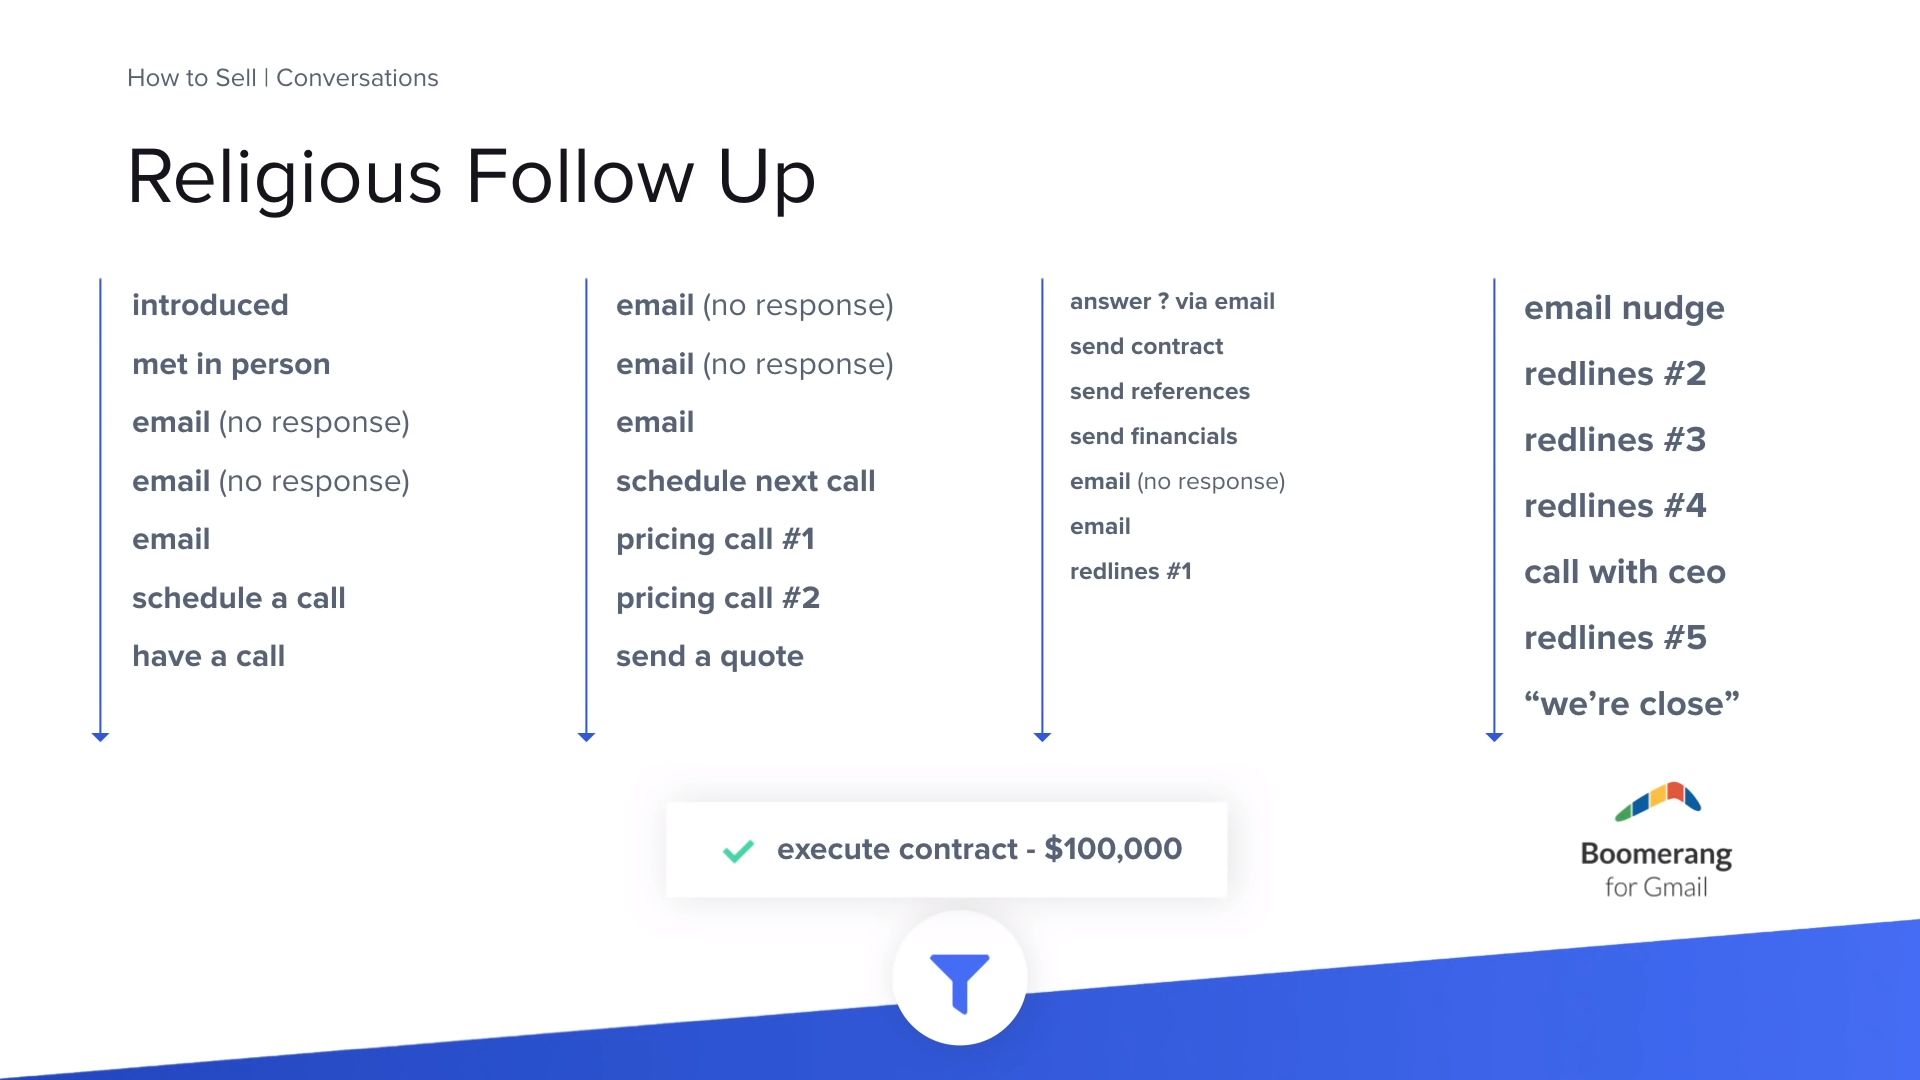 How to Sell | Conversations
Religious Follow Up
introduced
met in person
email (no response)
email (no response)
email
schedule a call
have a call
email (no response)
email (no response)
email
schedule next call
pricing call #1
pricing call #2
send a quote
answer ? via email
send contract
send references
send financials
email (no response)
email
redlines #1
email nudge
redlines #2
redlines #3
redlines #4
call with ceo
redlines #5
“we’re close”
execute contract - $100,000
Boomerang
for Gmail